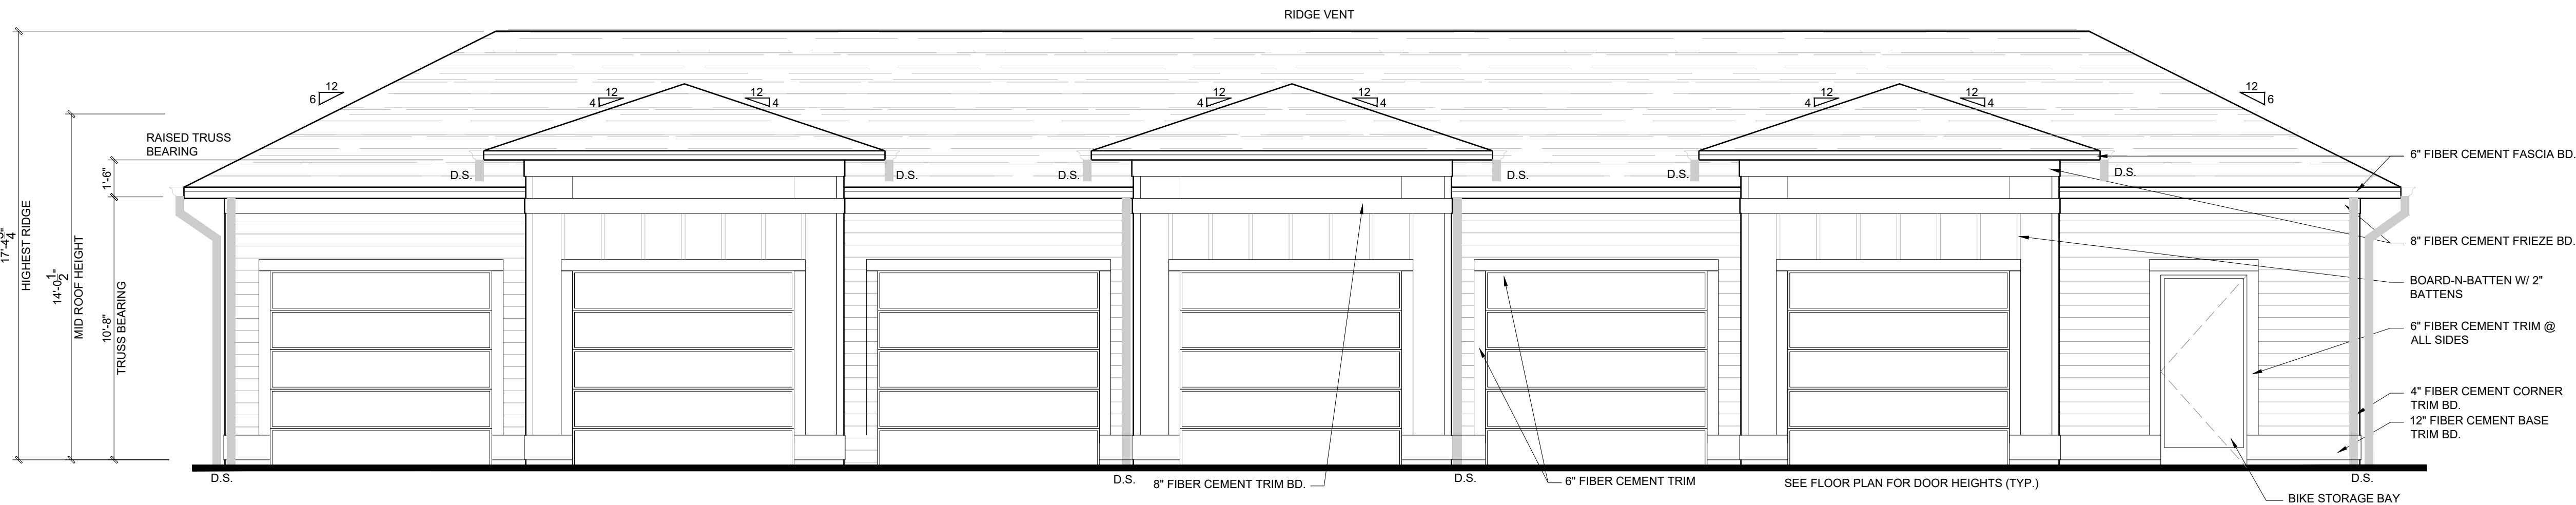 RIDGE VENT
12
6
12
4
12
4
12
4
12
4
12
4
12
4
12
6
RAISED TRUSS
BEARING
1'-6"
17'-4 3/4"
HIGHEST RIDGE
14'-0 1/2"
MID ROOF HEIGHT
10'-8"
TRUSS BEARING
D.S.
D.S.
D.S.
D.S.
D.S.
D.S.
6" FIBER CEMENT FASCIA BD.
8" FIBER CEMENT FRIEZE BD.
BOARD-N-BATTEN W/ 2"
BATTENS
6" FIBER CEMENT TRIM @
ALL SIDES
4" FIBER CEMENT CORNER
TRIM BD.
12" FIBER CEMENT BASE
TRIM BD.
D.S.
D.S.
8" FIBER CEMENT TRIM BD.
D.S.
6" FIBER CEMENT TRIM
SEE FLOOR PLAN FOR DOOR HEIGHTS (TYP.)
D.S.
BIKE STORAGE BAY